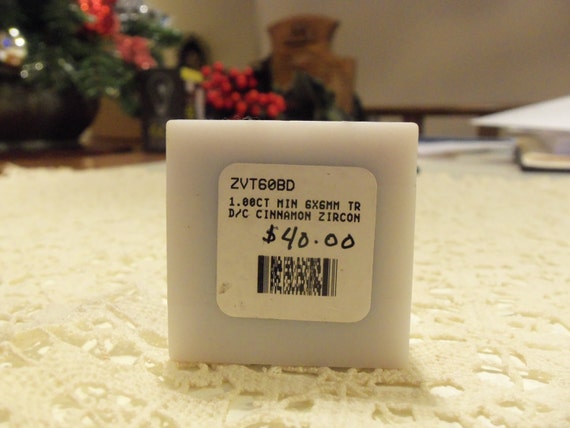 ZVT60BD
1.00CT MIN 6X6MM TR
D/C CINNAMON ZIRCON
$40.00